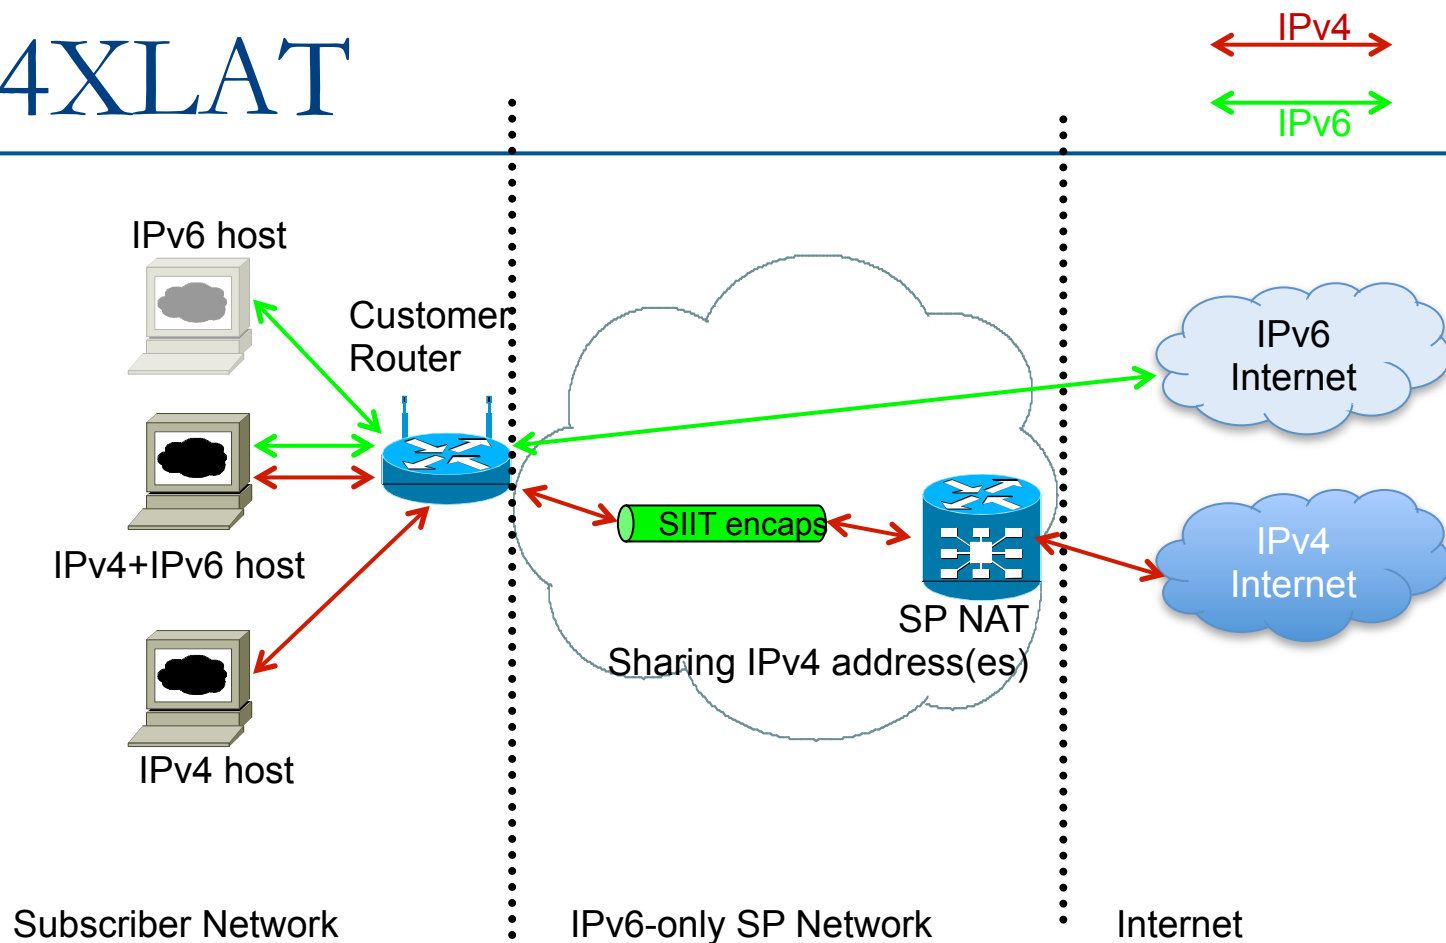 4XLAT
IPv4
IPv6
IPv6 host
Customer
Router
IPv6
Internet
SIIT encaps
IPv4
Internet
IPv4+IPv6 host
SP NAT
Sharing IPv4 address(es)
IPv4 host
Subscriber Network
IPv6-only SP Network
Internet